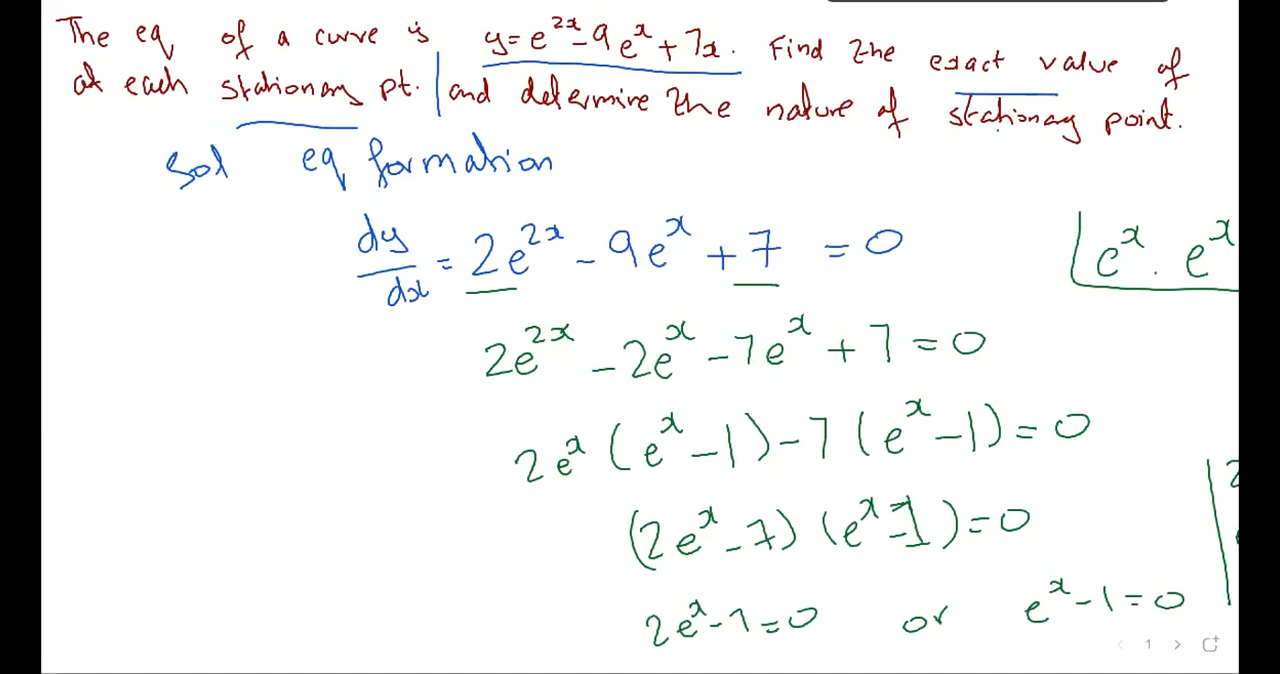 The eq of a curve is y=e^{2x}-9e^x+7x. Find the exact value of
at each stationary pt. and determine the nature of stationary point.
Sol eq formation
dy/dx = 2e^{2x} - 9e^x + 7 = 0
e^x . e^x
2e^{2x} - 2e^x - 7e^x + 7 = 0
2e^x (e^x - 1) - 7 (e^x - 1) = 0
(2e^x - 7) (e^x - 1) = 0
2e^x - 7 = 0 or e^x - 1 = 0
1